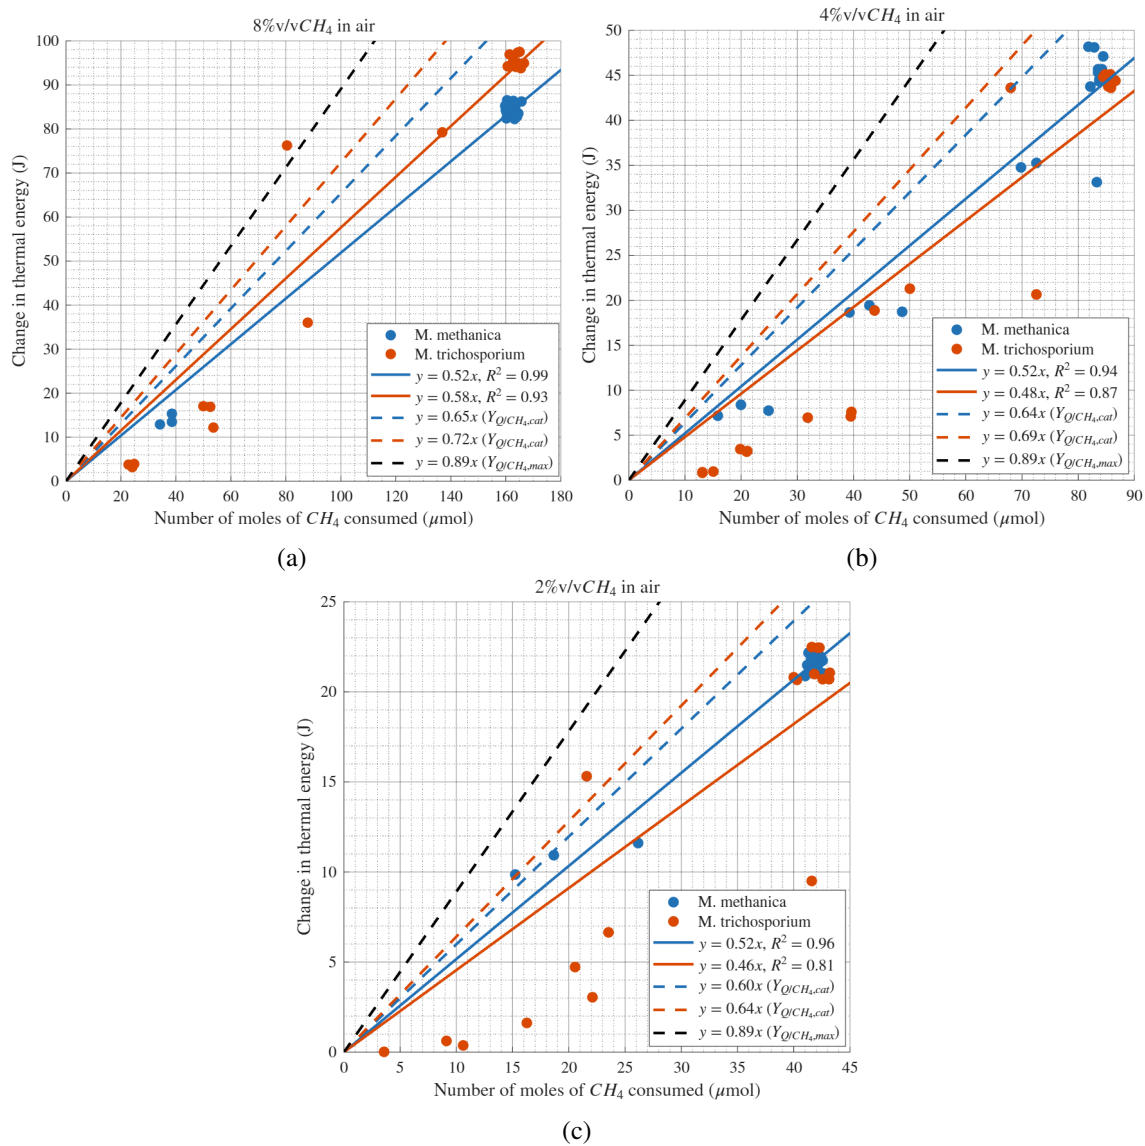 8%v/vCH₄ in air
100
90
80
70
60
50
40
30
20
10
0
Change in thermal energy (J)
M. methanica
M. trichosporium
y = 0.52x, R² = 0.99
y = 0.58x, R² = 0.93
y = 0.65x (Y_Q/CH₄,cat)
y = 0.72x (Y_Q/CH₄,cat)
y = 0.89x (Y_Q/CH₄,max)
0 20 40 60 80 100 120 140 160 180
Number of moles of CH₄ consumed (μmol)
(a)
4%v/vCH₄ in air
50
45
40
35
30
25
20
15
10
5
0
Change in thermal energy (J)
M. methanica
M. trichosporium
y = 0.52x, R² = 0.94
y = 0.48x, R² = 0.87
y = 0.64x (Y_Q/CH₄,cat)
y = 0.69x (Y_Q/CH₄,cat)
y = 0.89x (Y_Q/CH₄,max)
0 10 20 30 40 50 60 70 80 90
Number of moles of CH₄ consumed (μmol)
(b)
2%v/vCH₄ in air
25
20
15
10
5
0
Change in thermal energy (J)
M. methanica
M. trichosporium
y = 0.52x, R² = 0.96
y = 0.46x, R² = 0.81
y = 0.60x (Y_Q/CH₄,cat)
y = 0.64x (Y_Q/CH₄,cat)
y = 0.89x (Y_Q/CH₄,max)
0 5 10 15 20 25 30 35 40 45
Number of moles of CH₄ consumed (μmol)
(c)